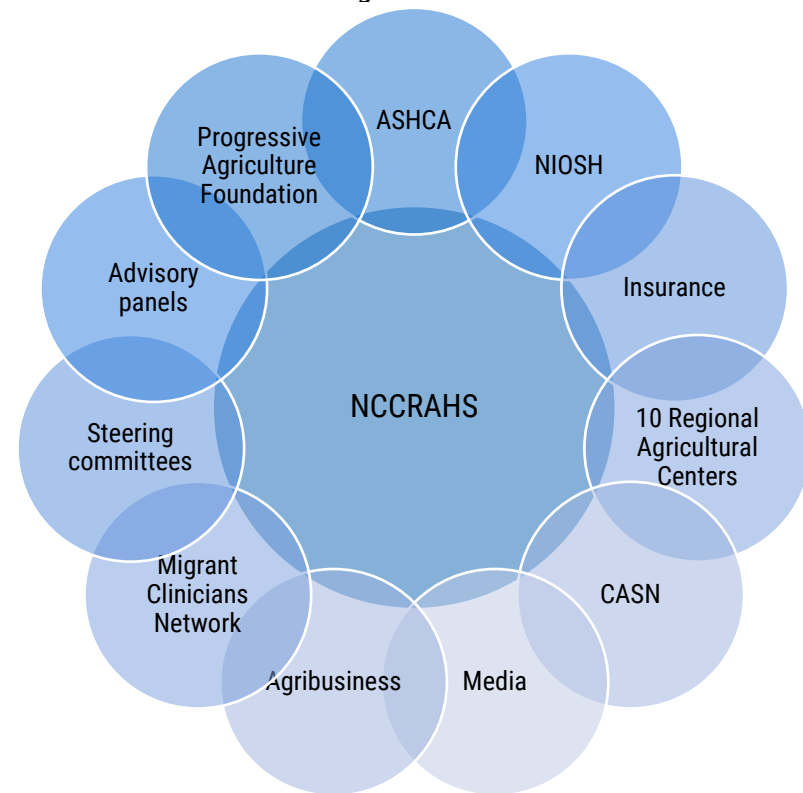 ASHCA
NIOSH
Insurance
10 Regional
Agricultural
Centers
CASN
Media
Agribusiness
Migrant
Clinicians
Network
Steering
committees
Advisory
panels
Progressive
Agriculture
Foundation
NCCRAHS